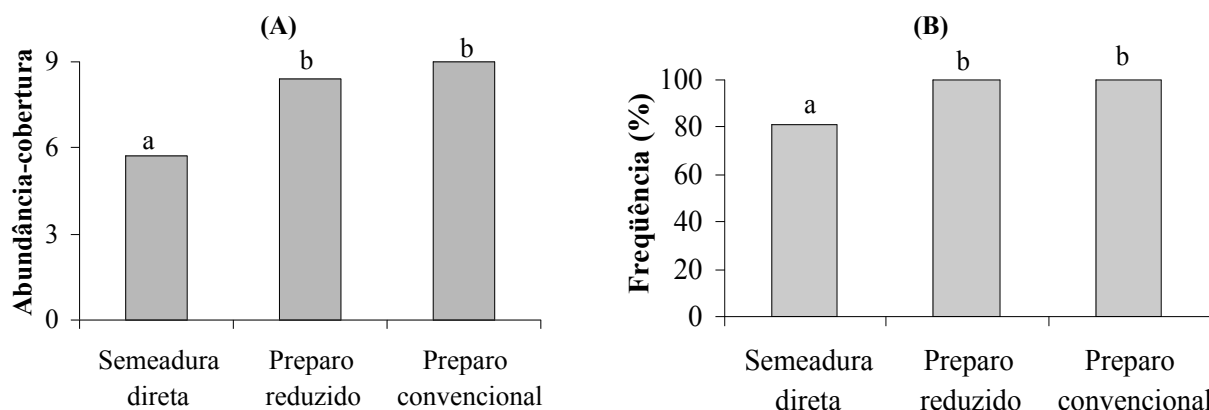 (A)
Abundância-cobertura
9
6
3
0
a
b
b
Semeadura
direta
Preparo
reduzido
Preparo
convencional
(B)
Freqüência (%)
100
80
60
40
20
0
a
b
b
Semeadura
direta
Preparo
reduzido
Preparo
convencional